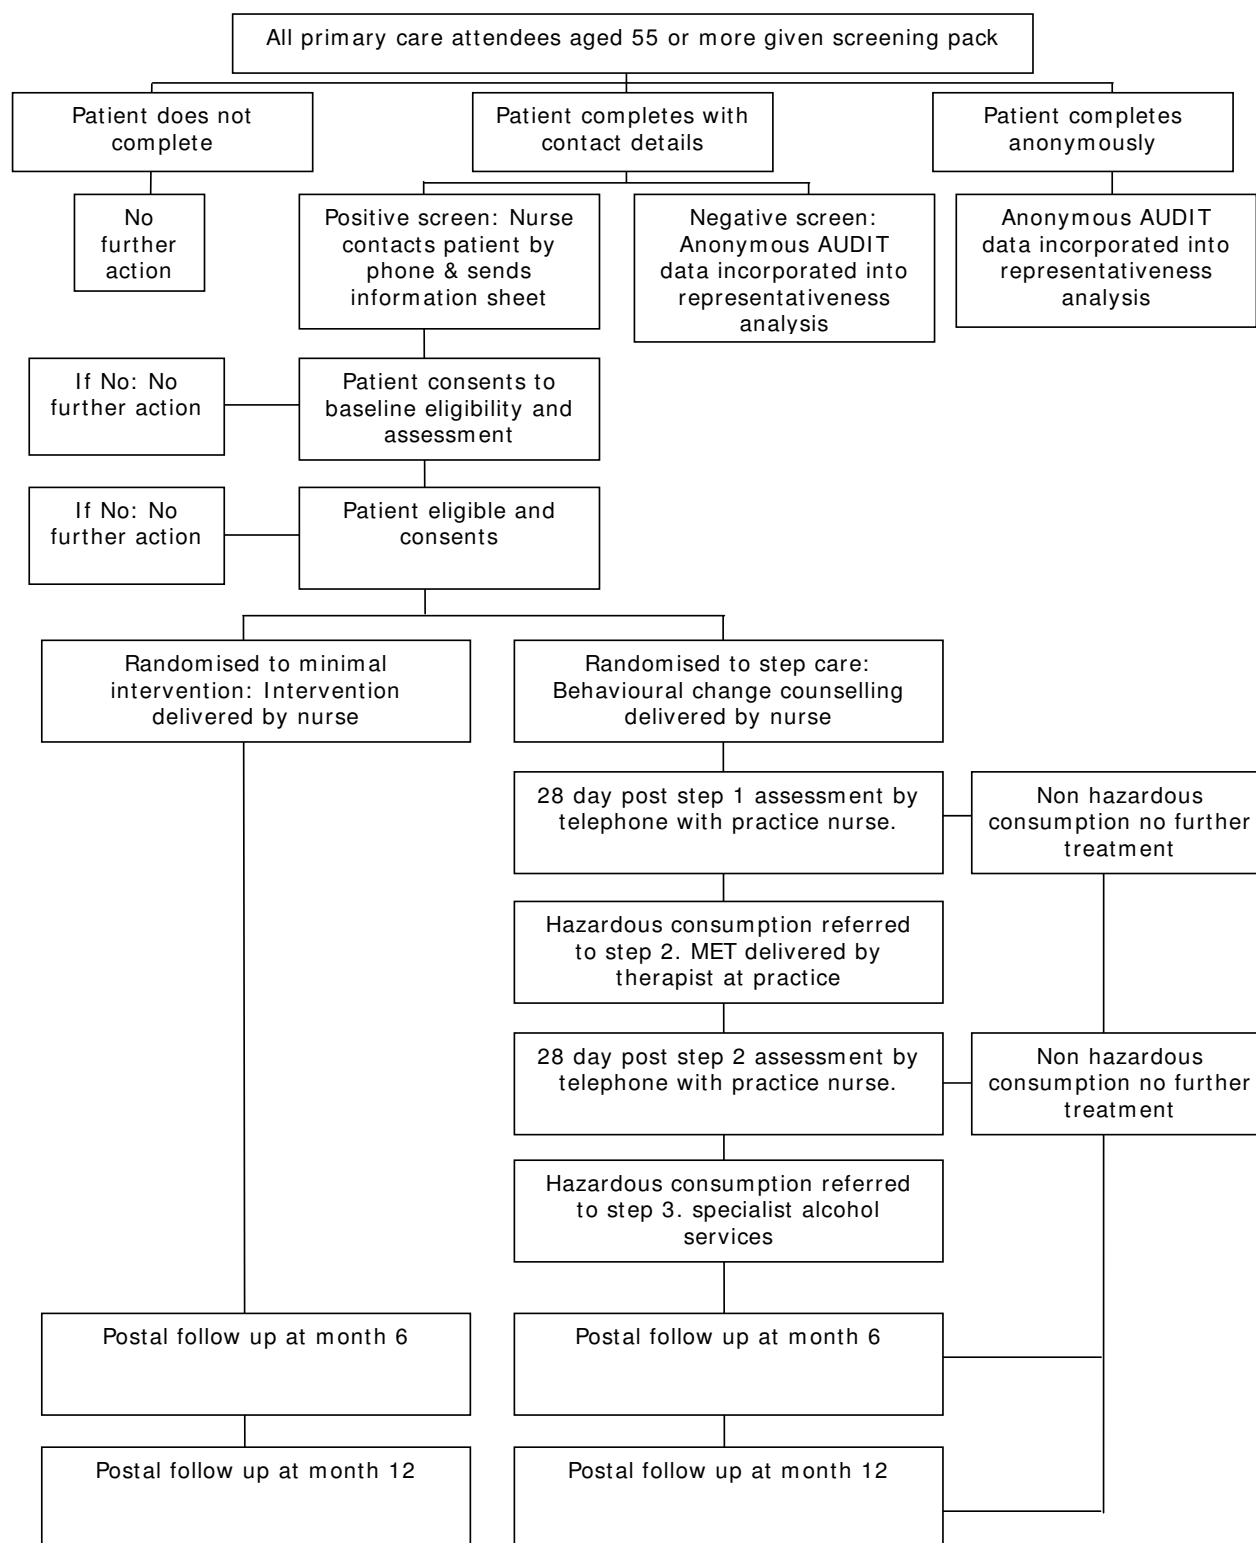 All primary care attendees aged 55 or more given screening pack
Patient does not
complete
Patient completes with
contact details
Patient completes
anonymously
No
further
action
Positive screen: Nurse
contacts patient by
phone & sends
information sheet
Negative screen:
Anonymous AUDIT
data incorporated into
representativeness
analysis
Anonymous AUDIT
data incorporated into
representativeness
analysis
If No: No
further action
Patient consents to
baseline eligibility and
assessment
If No: No
further action
Patient eligible and
consents
Randomised to minimal
intervention: Intervention
delivered by nurse
Randomised to step care:
Behavioural change counselling
delivered by nurse
28 day post step 1 assessment by
telephone with practice nurse.
Non hazardous
consumption no further
treatment
Hazardous consumption referred
to step 2. MET delivered by
therapist at practice
28 day post step 2 assessment by
telephone with practice nurse.
Non hazardous
consumption no further
treatment
Hazardous consumption referred
to step 3. specialist alcohol
services
Postal follow up at month 6
Postal follow up at month 6
Postal follow up at month 12
Postal follow up at month 12